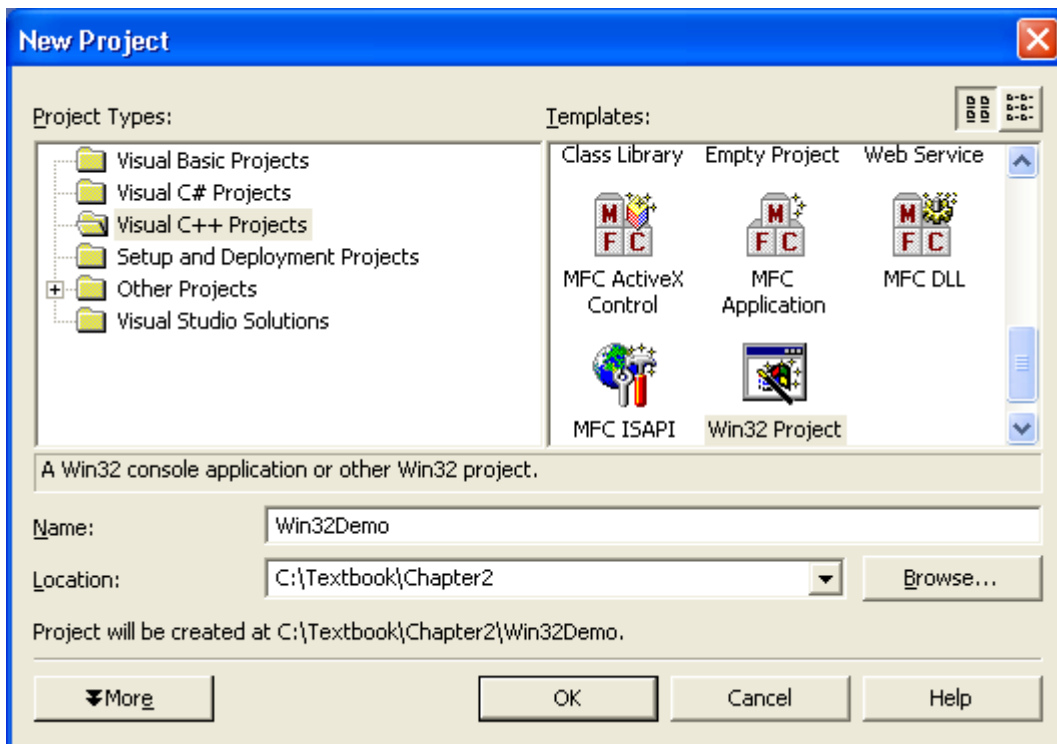 New Project
Project Types:
Templates:
Visual Basic Projects
Visual C# Projects
Visual C++ Projects
Setup and Deployment Projects
Other Projects
Visual Studio Solutions
Class Library Empty Project Web Service
MFC ActiveX Control
MFC Application
MFC DLL
MFC ISAPI
Win32 Project
A Win32 console application or other Win32 project.
Name: Win32Demo
Location: C:\Textbook\Chapter2 Browse...
Project will be created at C:\Textbook\Chapter2\Win32Demo.
More OK Cancel Help